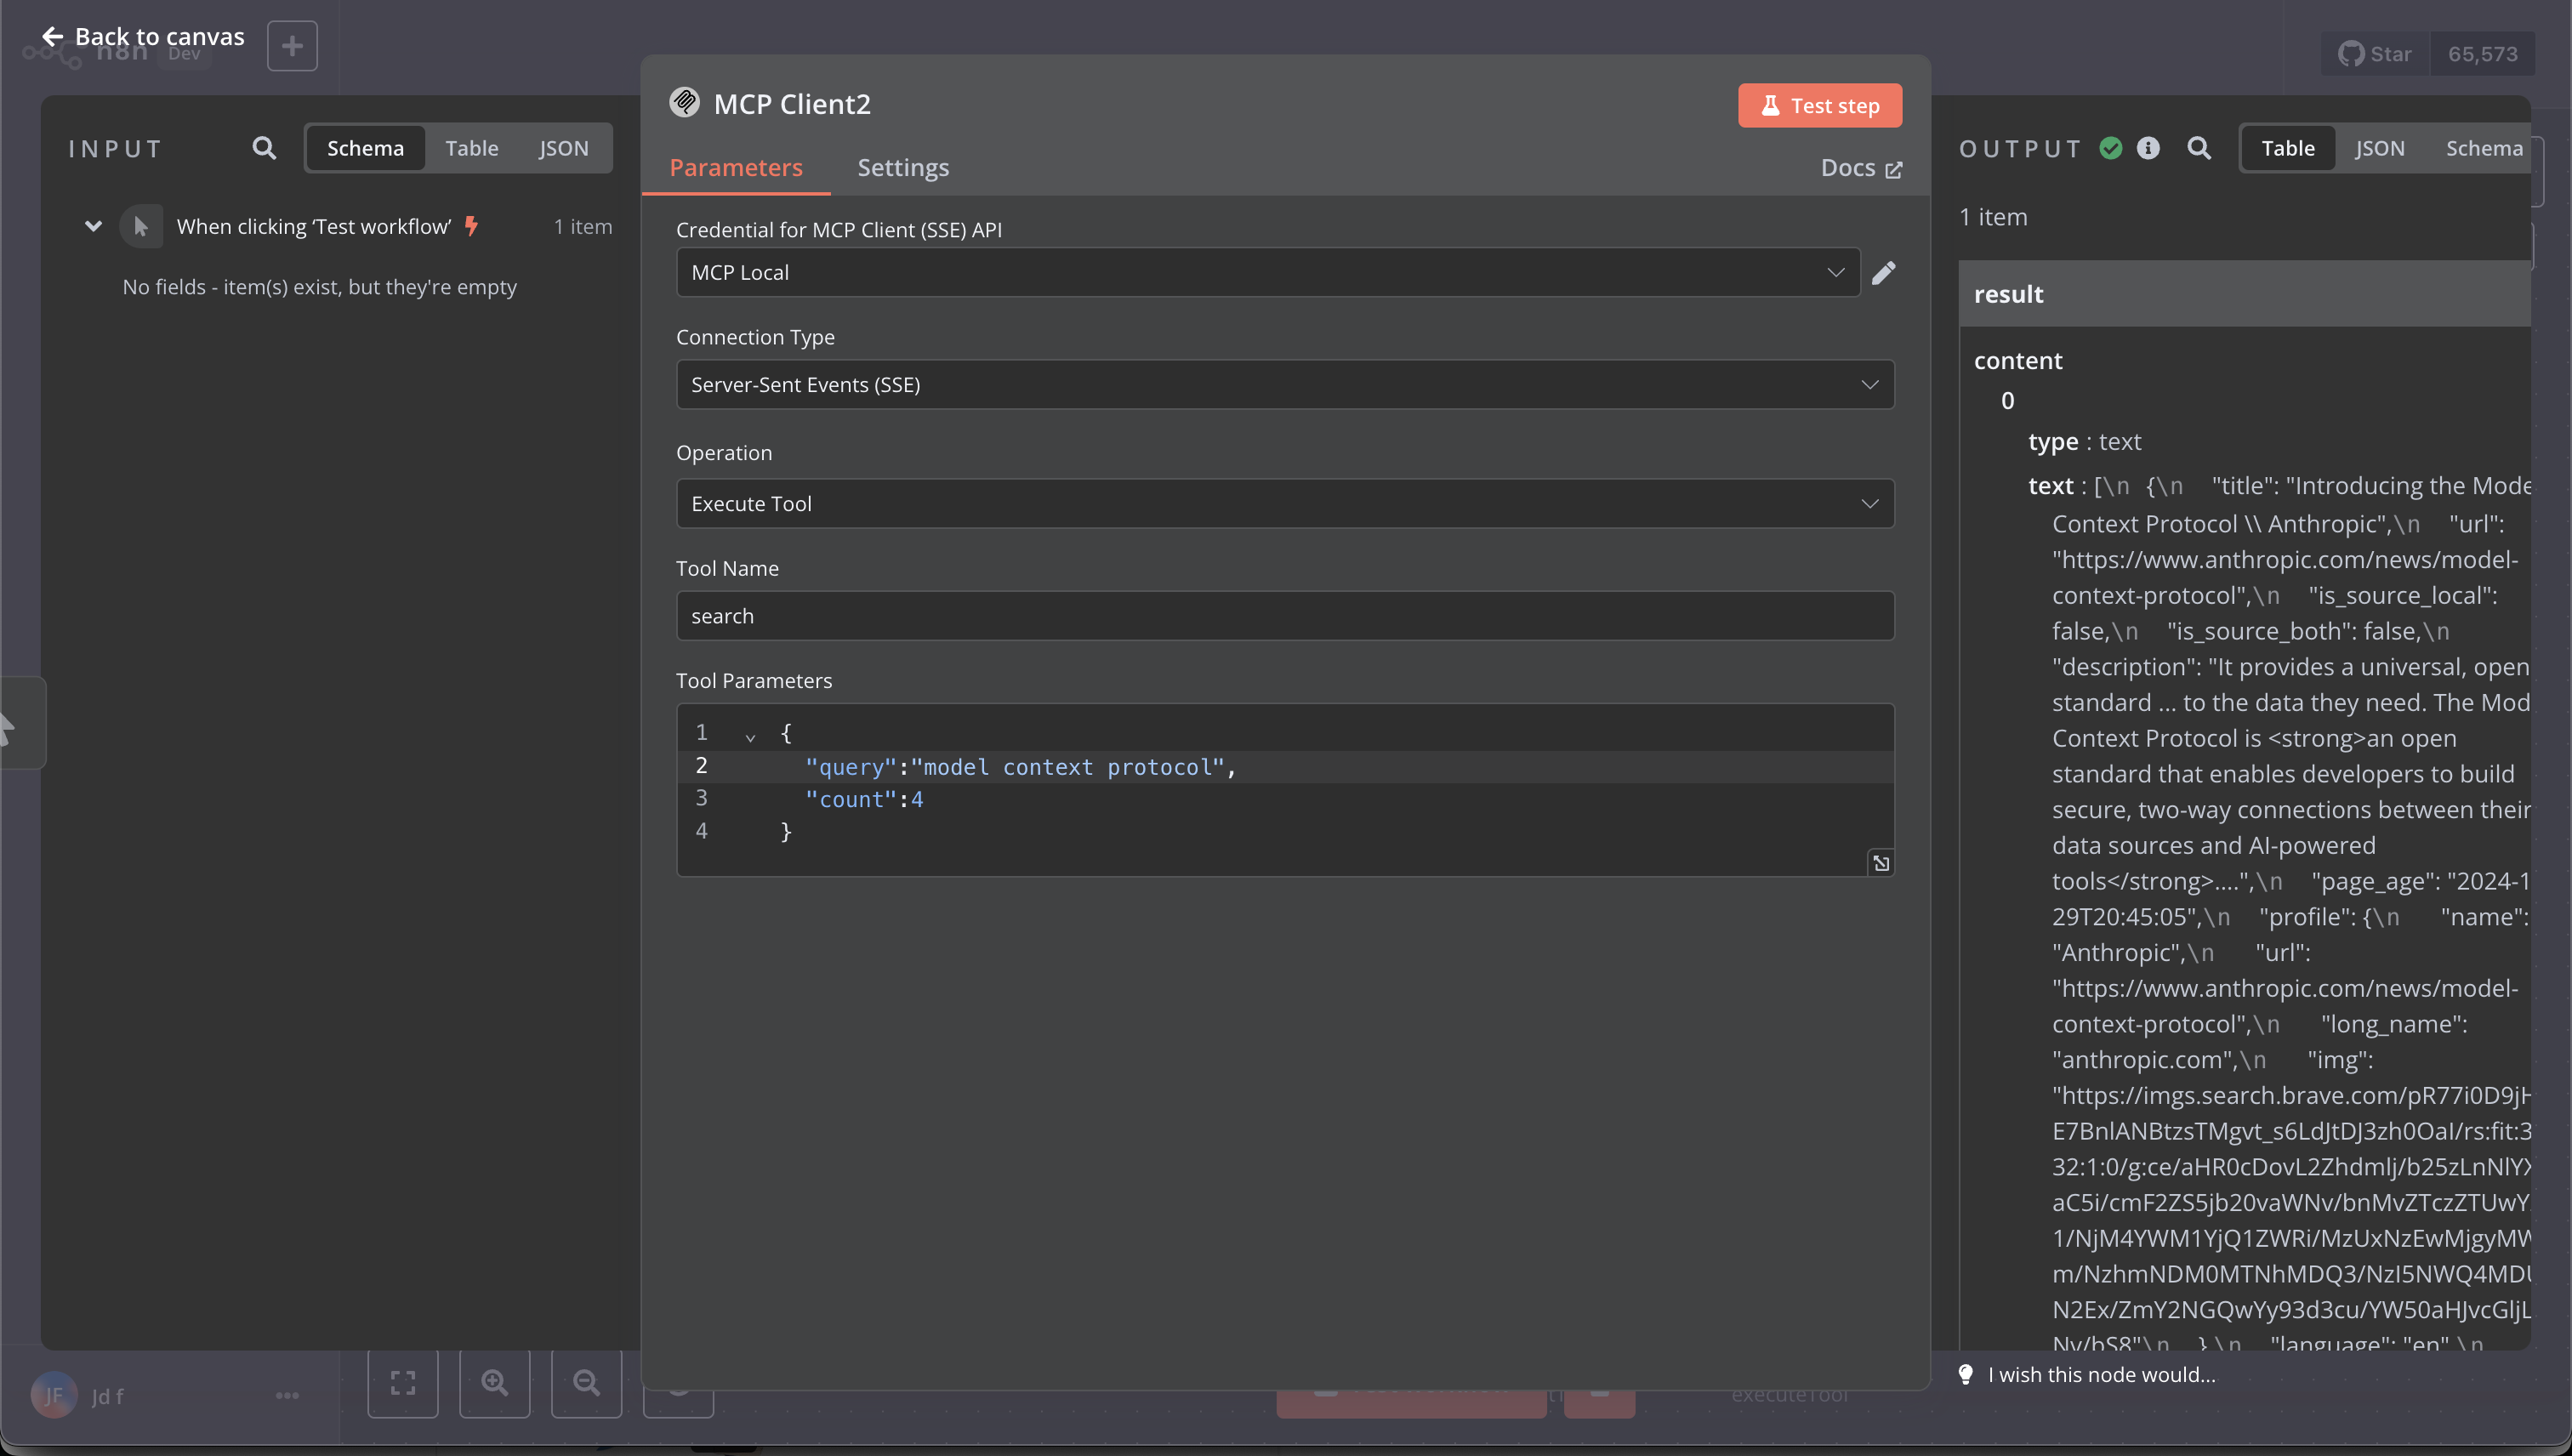 Back to canvas
n8n Dev
Star 65,573
INPUT
Schema Table JSON
When clicking ‘Test workflow’ 1 item
No fields - item(s) exist, but they're empty
MCP Client2
Test step
Parameters Settings Docs
Credential for MCP Client (SSE) API
MCP Local
Connection Type
Server-Sent Events (SSE)
Operation
Execute Tool
Tool Name
search
Tool Parameters
1 {
2 "query":"model context protocol",
3 "count":4
4 }
OUTPUT
Table JSON Schema
1 item
result
content
0
type : text
text : [\n {\n "title": "Introducing the Mode
Context Protocol \\ Anthropic",\n "url":
"https://www.anthropic.com/news/model-
context-protocol",\n "is_source_local":
false,\n "is_source_both": false,\n
"description": "It provides a universal, open
standard ... to the data they need. The Mod
Context Protocol is <strong>an open
standard that enables developers to build
secure, two-way connections between their
data sources and AI-powered
tools</strong>....",\n "page_age": "2024-1
29T20:45:05",\n "profile": {\n "name":
"Anthropic",\n "url":
"https://www.anthropic.com/news/model-
context-protocol",\n "long_name":
"anthropic.com",\n "img":
"https://imgs.search.brave.com/pR77i0D9jH
E7BnlANBtzsTMgvt_s6LdJtDJ3zh0OaI/rs:fit:3
32:1:0/g:ce/aHR0cDovL2Zhdmlj/b25zLnNlYX
aC5i/cmF2ZS5jb20vaWNv/bnMvZTczZTUwY
1/NjM4YWM1YjQ1ZWRi/MzUxNzEwMjgyMW
m/NzhmNDM0MTNhMDQ3/NzI5NWQ4MDU
N2Ex/ZmY2NGQwYy93d3cu/YW50aHJvcGljL
Nv/bS8"\n },\n "language": "en",\n
I wish this node would...
JF Jd f
executeTool